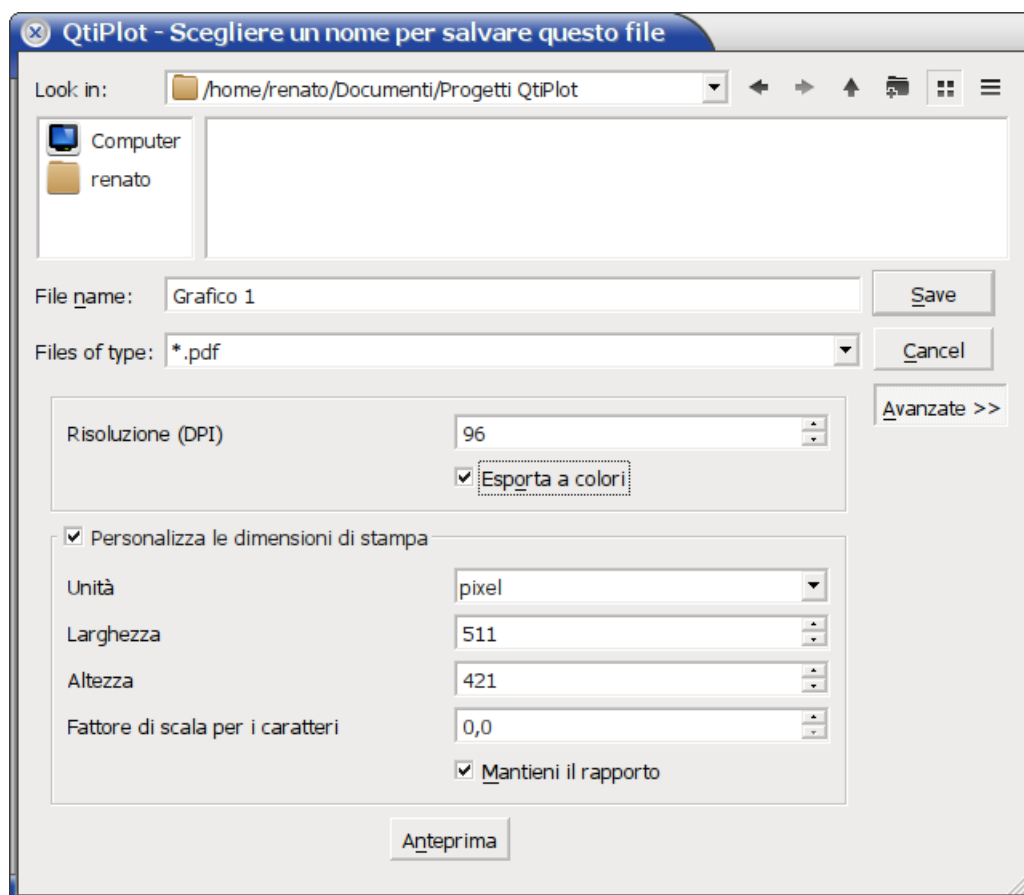 QtiPlot - Scegliere un nome per salvare questo file
Look in: /home/renato/Documenti/Progetti QtiPlot
Computer
renato
File name: Grafico 1 Save
Files of type: *.pdf Cancel
Avanzate >>
Risoluzione (DPI) 96
Esporta a colori
Personalizza le dimensioni di stampa
Unità pixel
Larghezza 511
Altezza 421
Fattore di scala per i caratteri 0,0
Mantieni il rapporto
Anteprima